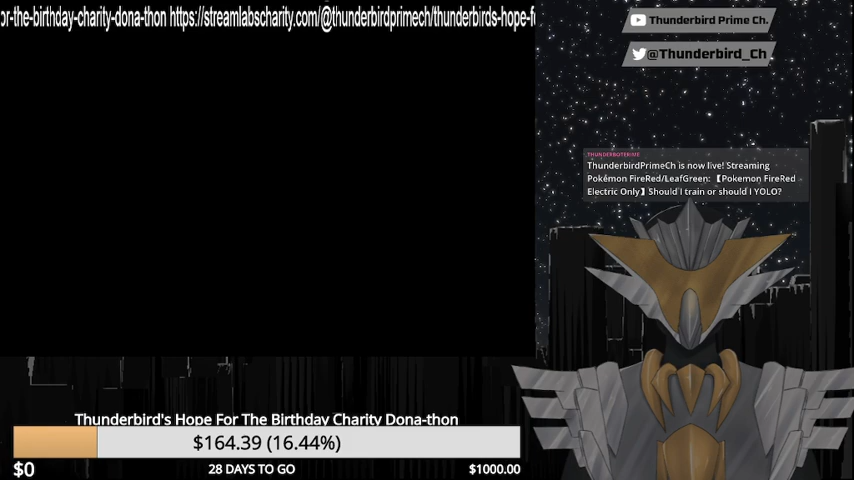 or-the-birthday-charity-dona-thon https://streamlabscharity.com/@thunderbirdprimech/thunderbirds-hope-f
Thunderbird Prime Ch.
@Thunderbird_Ch
THUNDERBOTPRIME
ThunderbirdPrimeCh is now live! Streaming
Pokémon FireRed/LeafGreen: 【Pokemon FireRed
Electric Only】Should I train or should I YOLO?
Thunderbird's Hope For The Birthday Charity Dona-thon
$164.39 (16.44%)
$0
28 DAYS TO GO
$1000.00